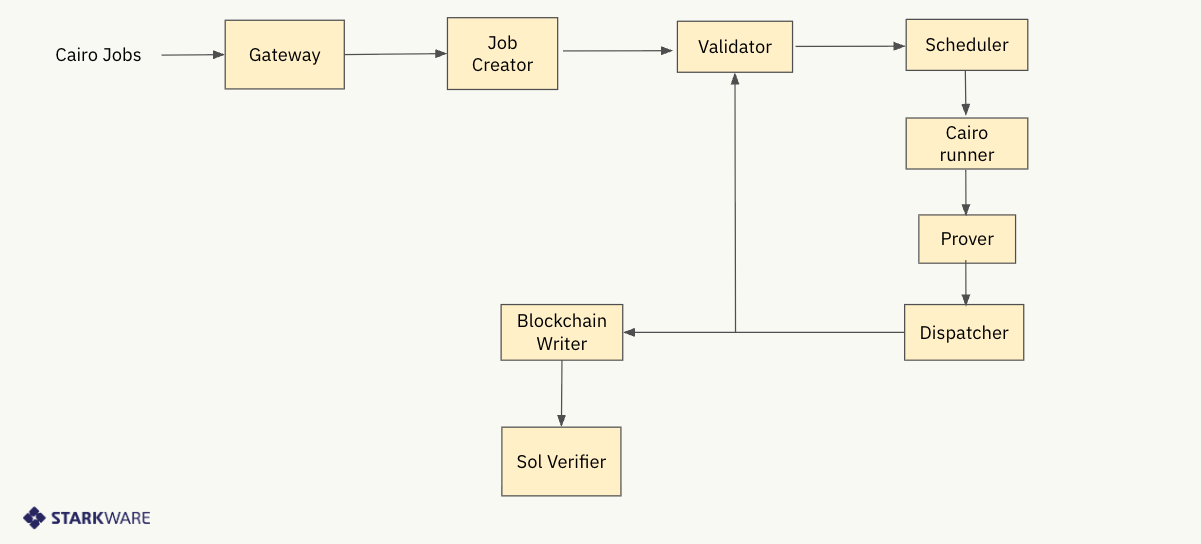 Cairo Jobs
Gateway
Job
Creator
Validator
Scheduler
Cairo
runner
Prover
Dispatcher
Blockchain
Writer
Sol Verifier
STARKWARE